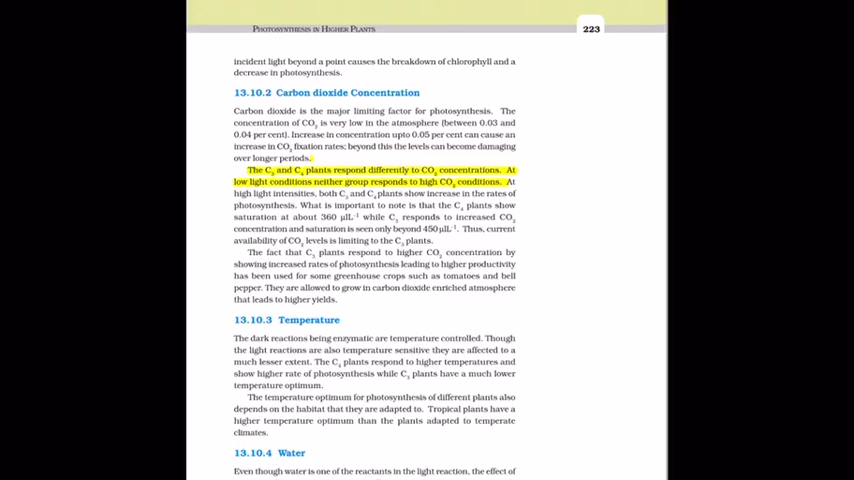 PHOTOSYNTHESIS IN HIGHER PLANTS 223
incident light beyond a point causes the breakdown of chlorophyll and a
decrease in photosynthesis.
13.10.2 Carbon dioxide Concentration
Carbon dioxide is the major limiting factor for photosynthesis. The
concentration of CO₂ is very low in the atmosphere (between 0.03 and
0.04 per cent). Increase in concentration upto 0.05 per cent can cause an
increase in CO₂ fixation rates; beyond this the levels can become damaging
over longer periods.
The C₃ and C₄ plants respond differently to CO₂ concentrations. At
low light conditions neither group responds to high CO₂ conditions. At
high light intensities, both C₃ and C₄ plants show increase in the rates of
photosynthesis. What is important to note is that the C₄ plants show
saturation at about 360 µlL⁻¹ while C₃ responds to increased CO₂
concentration and saturation is seen only beyond 450 µlL⁻¹. Thus, current
availability of CO₂ levels is limiting to the C₃ plants.
The fact that C₃ plants respond to higher CO₂ concentration by
showing increased rates of photosynthesis leading to higher productivity
has been used for some greenhouse crops such as tomatoes and bell
pepper. They are allowed to grow in carbon dioxide enriched atmosphere
that leads to higher yields.
13.10.3 Temperature
The dark reactions being enzymatic are temperature controlled. Though
the light reactions are also temperature sensitive they are affected to a
much lesser extent. The C₄ plants respond to higher temperatures and
show higher rate of photosynthesis while C₃ plants have a much lower
temperature optimum.
The temperature optimum for photosynthesis of different plants also
depends on the habitat that they are adapted to. Tropical plants have a
higher temperature optimum than the plants adapted to temperate
climates.
13.10.4 Water
Even though water is one of the reactants in the light reaction, the effect of